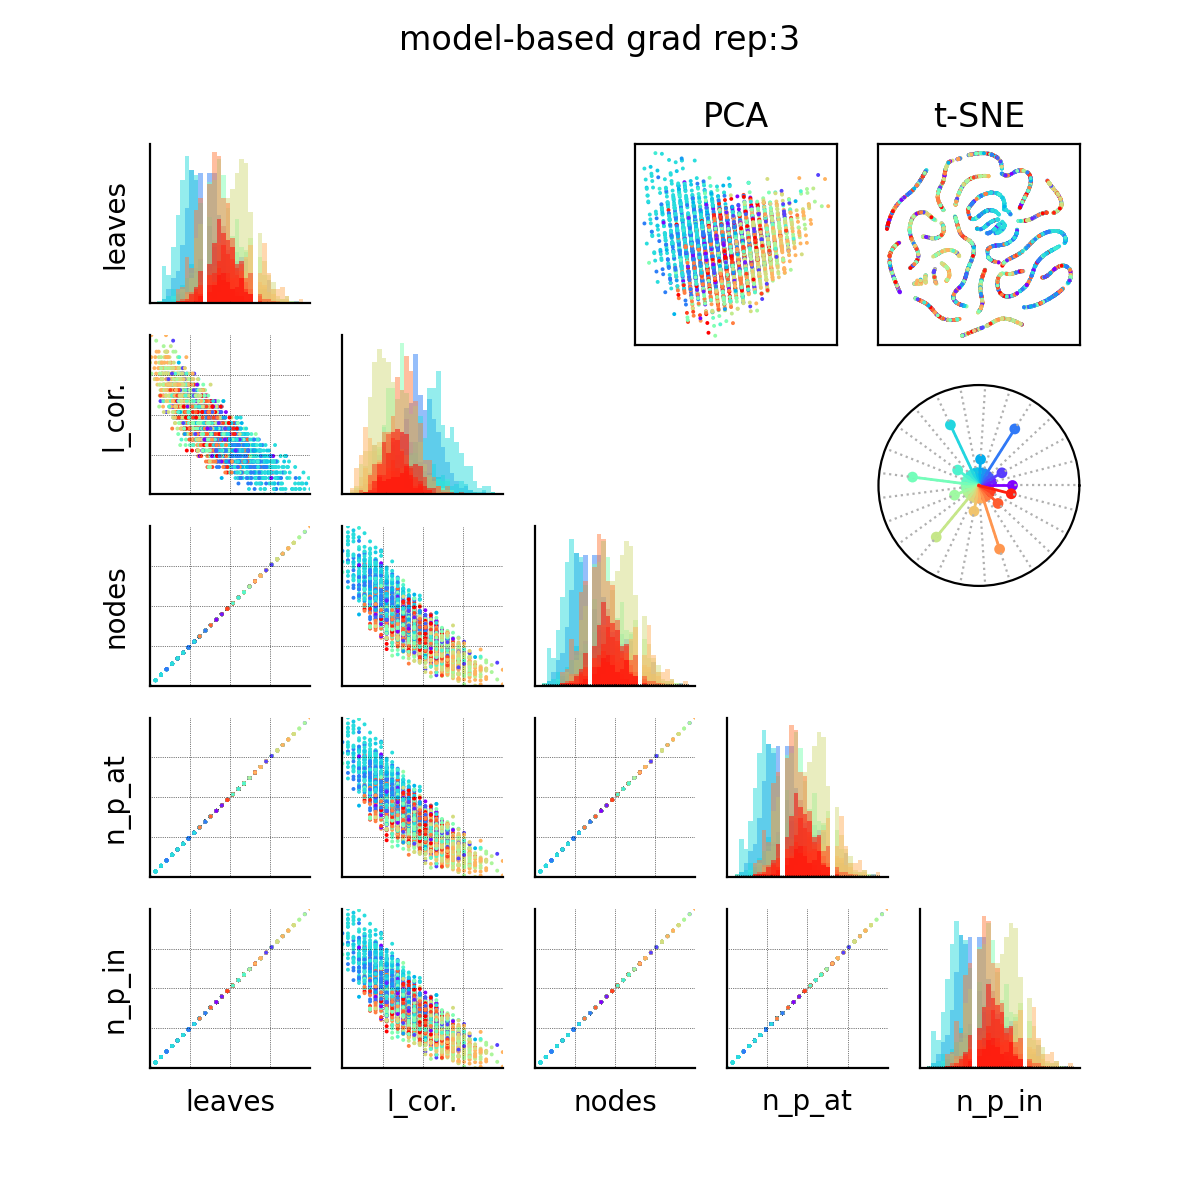 model-based grad rep:3
PCA
t-SNE
leaves
l_cor.
nodes
n_p_at
n_p_in
leaves
l_cor.
nodes
n_p_at
n_p_in